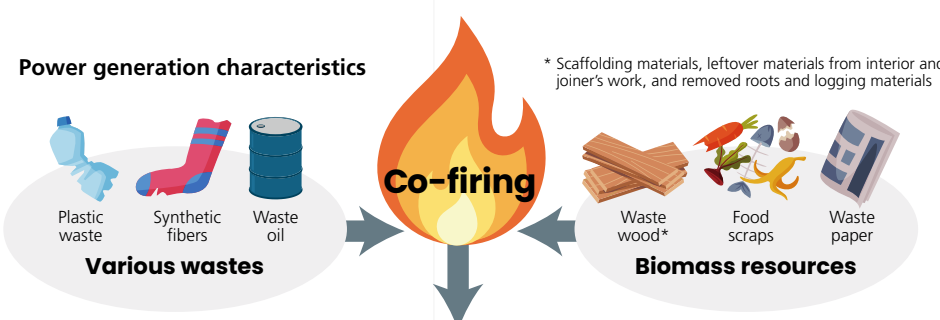 Power generation characteristics
* Scaffolding materials, leftover materials from interior and
joiner's work, and removed roots and logging materials
Co-firing
Plastic
waste
Synthetic
fibers
Waste
oil
Various wastes
Waste
wood*
Food
scraps
Waste
paper
Biomass resources